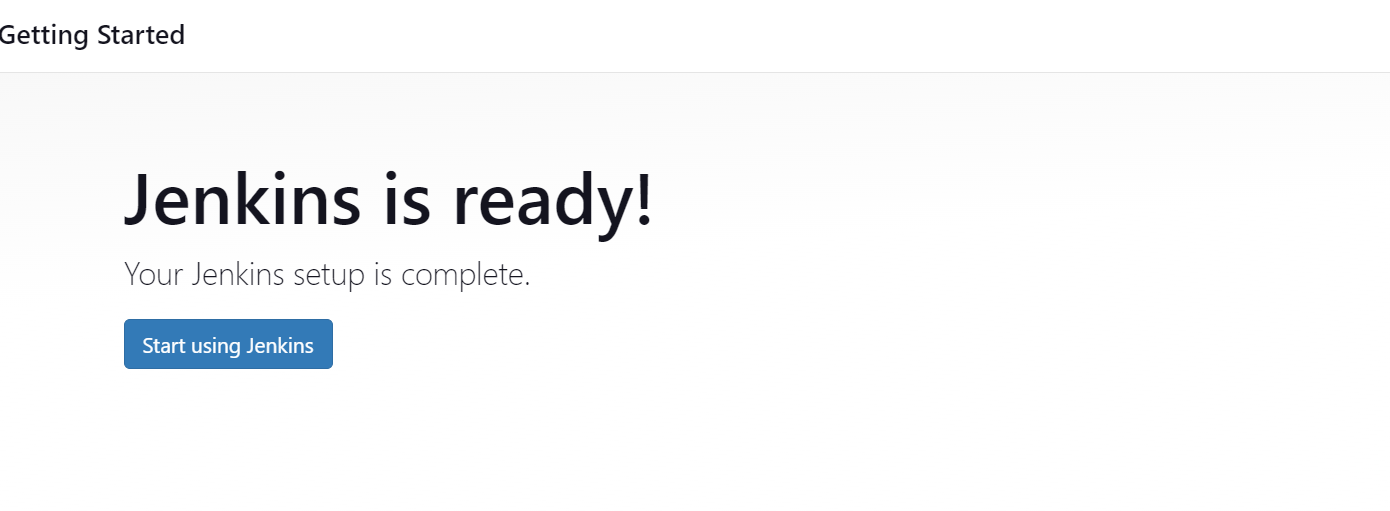 Getting Started
Jenkins is ready!
Your Jenkins setup is complete.
Start using Jenkins